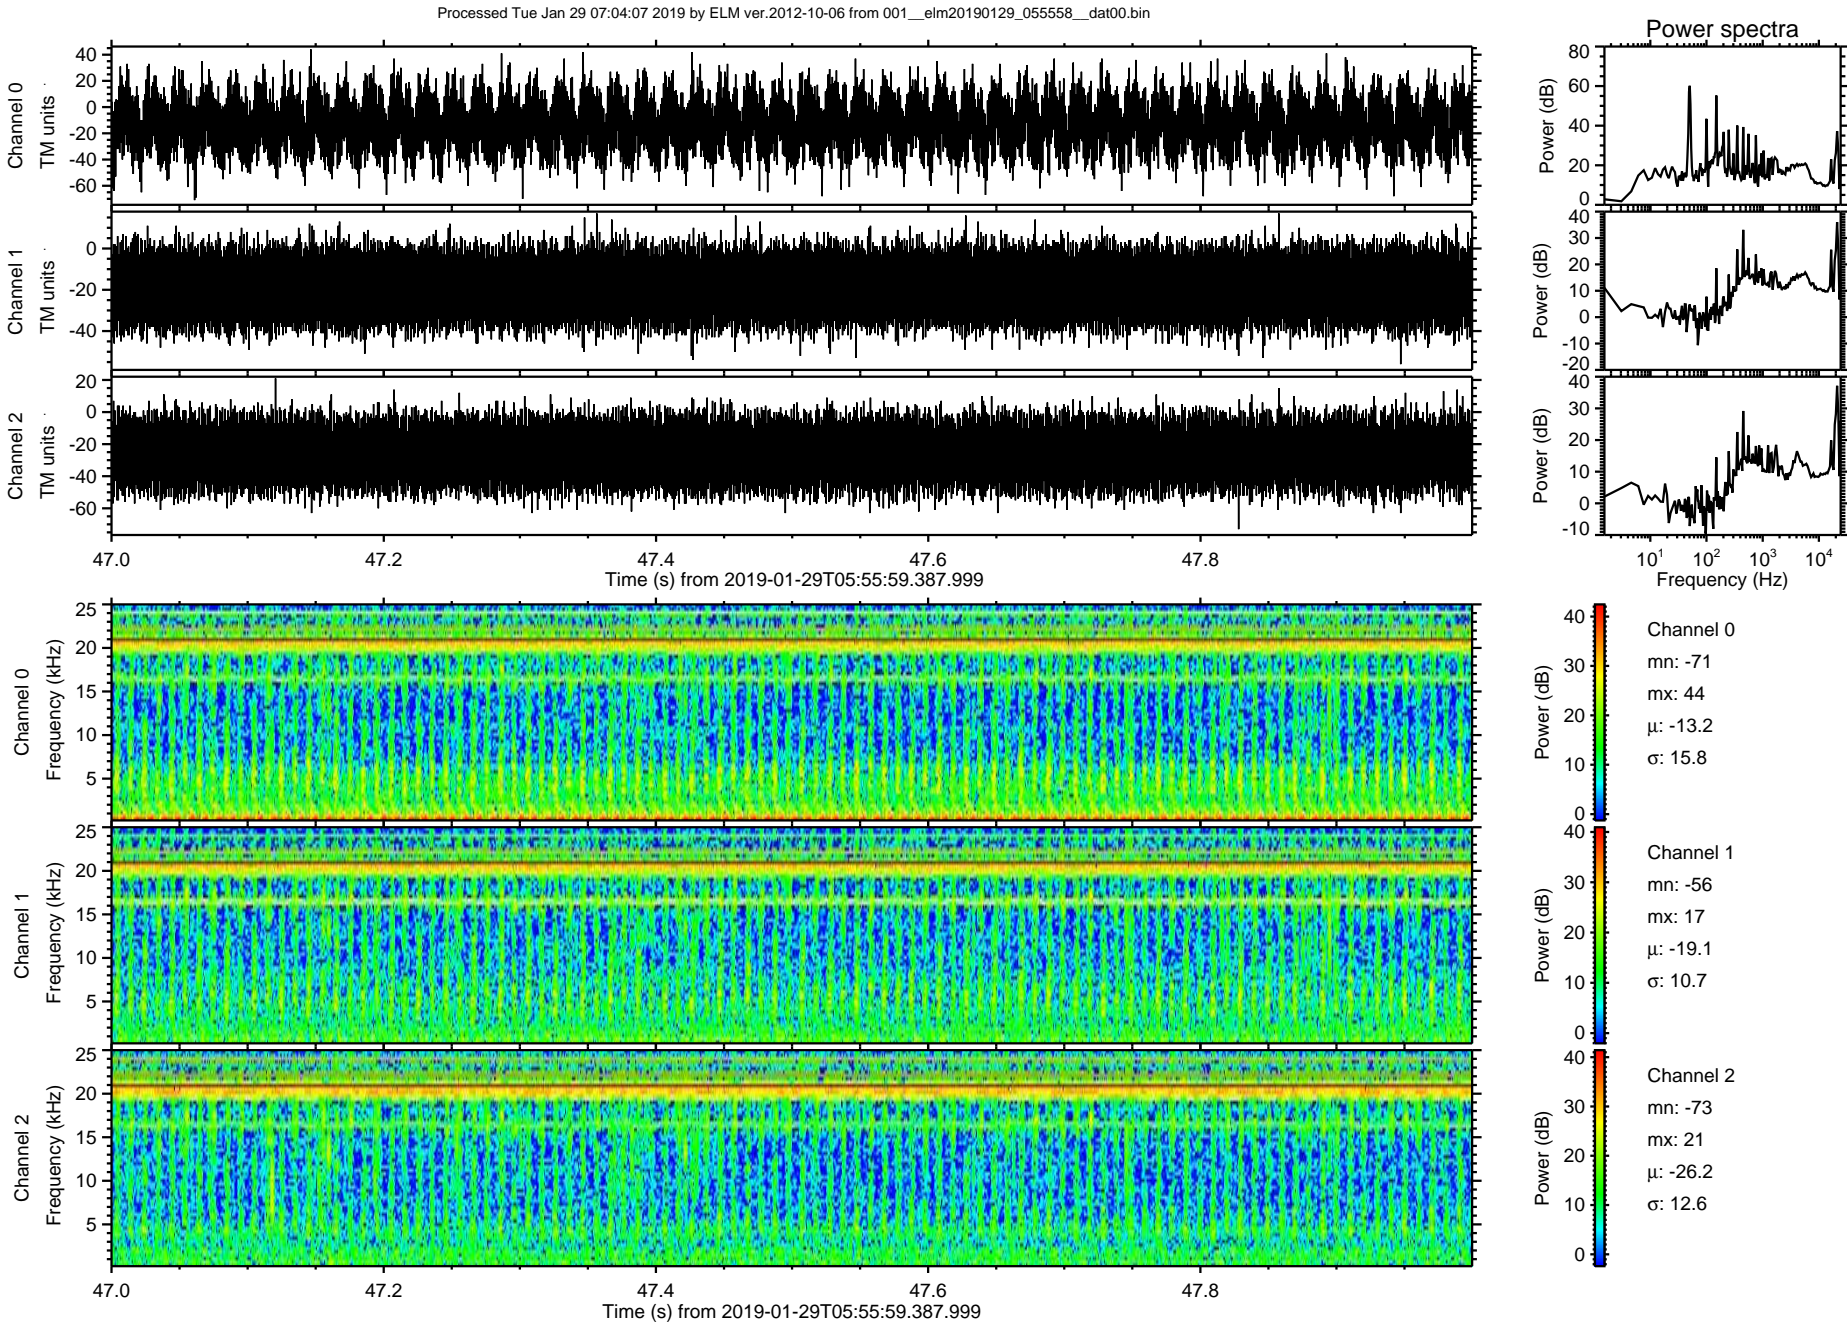 Processed Tue Jan 29 07:04:07 2019 by ELM ver.2012-10-06 from 001__elm20190129_055558__dat00.bin
Power spectra
Channel 0
TM units
40
20
0
-20
-40
-60
Power (dB)
80
60
40
20
0
Channel 1
TM units
0
-20
-40
Power (dB)
40
30
20
10
0
-10
-20
Channel 2
TM units
20
0
-20
-40
-60
Power (dB)
40
30
20
10
0
-10
47.0 47.2 47.4 47.6 47.8
Time (s) from 2019-01-29T05:55:59.387.999
10¹ 10² 10³ 10⁴
Frequency (Hz)
Channel 0
Frequency (kHz)
25
20
15
10
5
Power (dB)
40
30
20
10
0
Channel 0
mn: -71
mx: 44
μ: -13.2
σ: 15.8
Channel 1
Frequency (kHz)
25
20
15
10
5
Power (dB)
40
30
20
10
0
Channel 1
mn: -56
mx: 17
μ: -19.1
σ: 10.7
Channel 2
Frequency (kHz)
25
20
15
10
5
Power (dB)
40
30
20
10
0
Channel 2
mn: -73
mx: 21
μ: -26.2
σ: 12.6
47.0 47.2 47.4 47.6 47.8
Time (s) from 2019-01-29T05:55:59.387.999